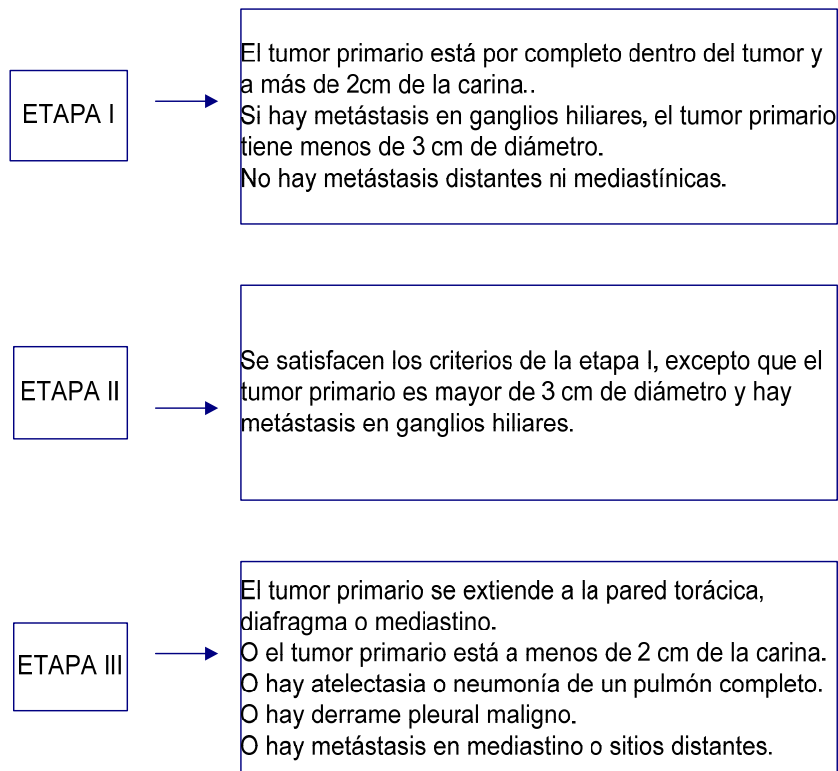 ETAPA I
El tumor primario está por completo dentro del tumor y
a más de 2cm de la carina..
Si hay metástasis en ganglios hiliares, el tumor primario
tiene menos de 3 cm de diámetro.
No hay metástasis distantes ni mediastínicas.
ETAPA II
Se satisfacen los criterios de la etapa I, excepto que el
tumor primario es mayor de 3 cm de diámetro y hay
metástasis en ganglios hiliares.
ETAPA III
El tumor primario se extiende a la pared torácica,
diafragma o mediastino.
O el tumor primario está a menos de 2 cm de la carina.
O hay atelectasia o neumonía de un pulmón completo.
O hay derrame pleural maligno.
O hay metástasis en mediastino o sitios distantes.